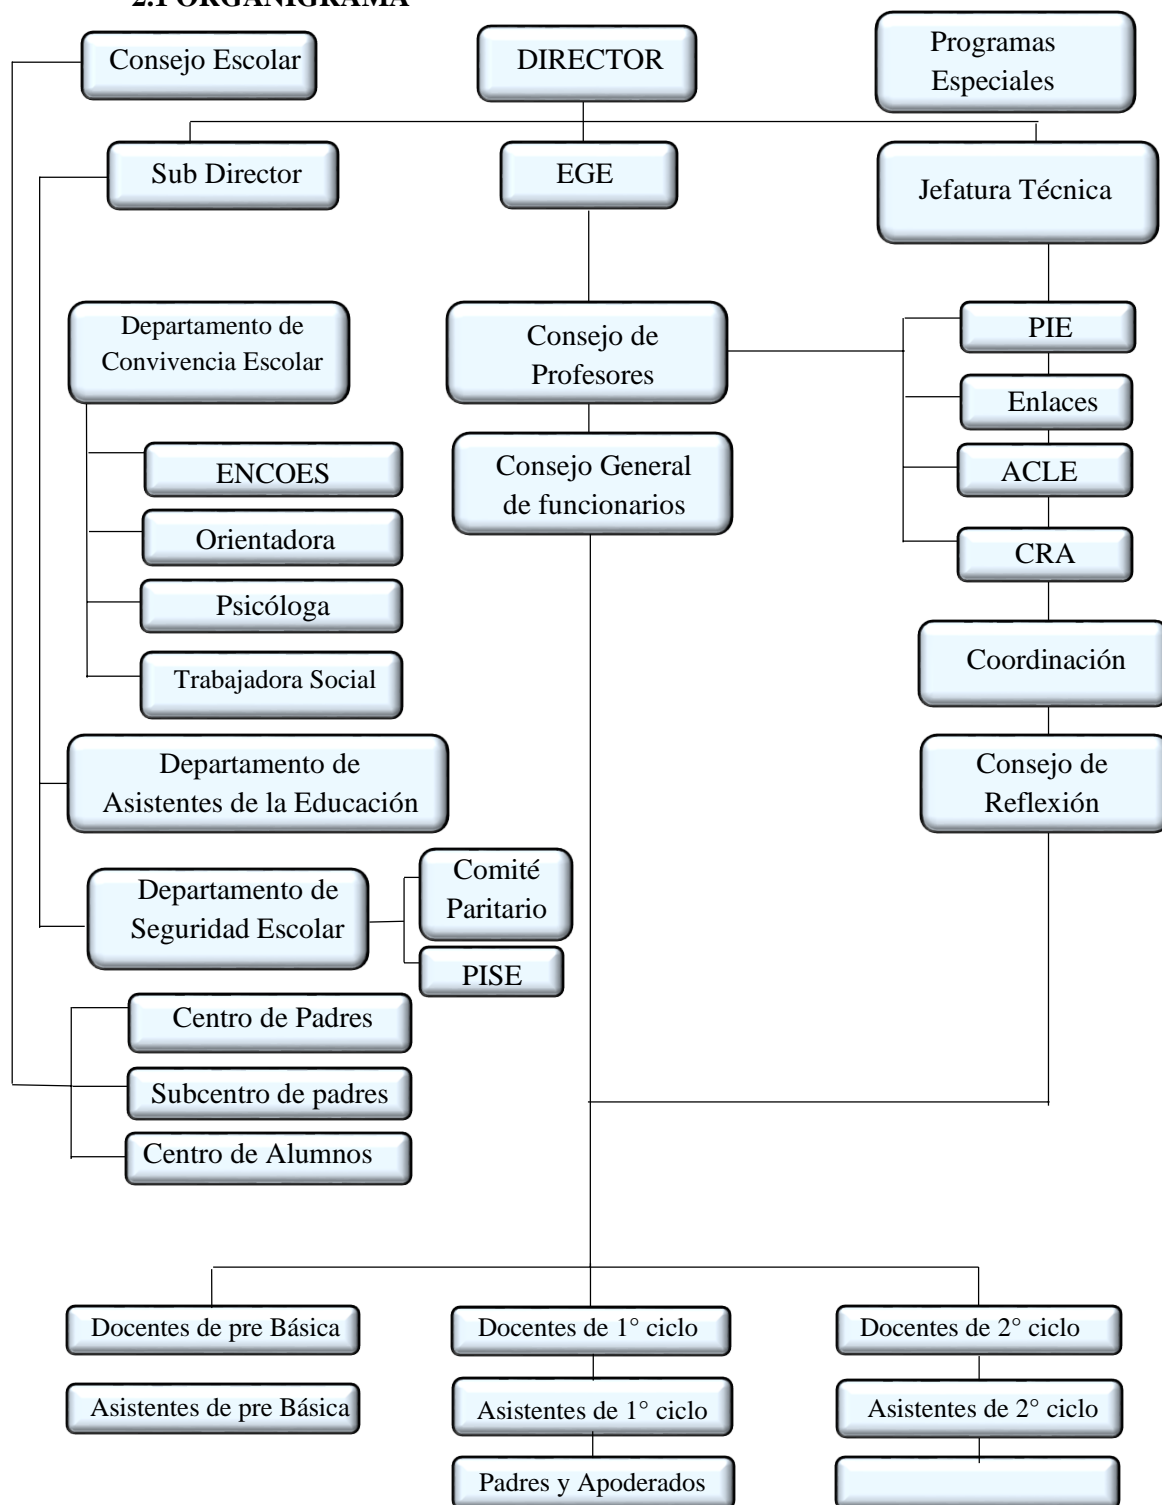 2.1 ORGANIGRAMA
Consejo Escolar
DIRECTOR
Programas
Especiales
Sub Director
EGE
Jefatura Técnica
Departamento de
Convivencia Escolar
Consejo de
Profesores
PIE
Enlaces
ENCOES
Consejo General
de funcionarios
ACLE
Orientadora
CRA
Psicóloga
Trabajadora Social
Coordinación
Departamento de
Asistentes de la Educación
Consejo de
Reflexión
Departamento de
Seguridad Escolar
Comité
Paritario
PISE
Centro de Padres
Subcentro de padres
Centro de Alumnos
Docentes de pre Básica
Docentes de 1° ciclo
Docentes de 2° ciclo
Asistentes de pre Básica
Asistentes de 1° ciclo
Asistentes de 2° ciclo
Padres y Apoderados